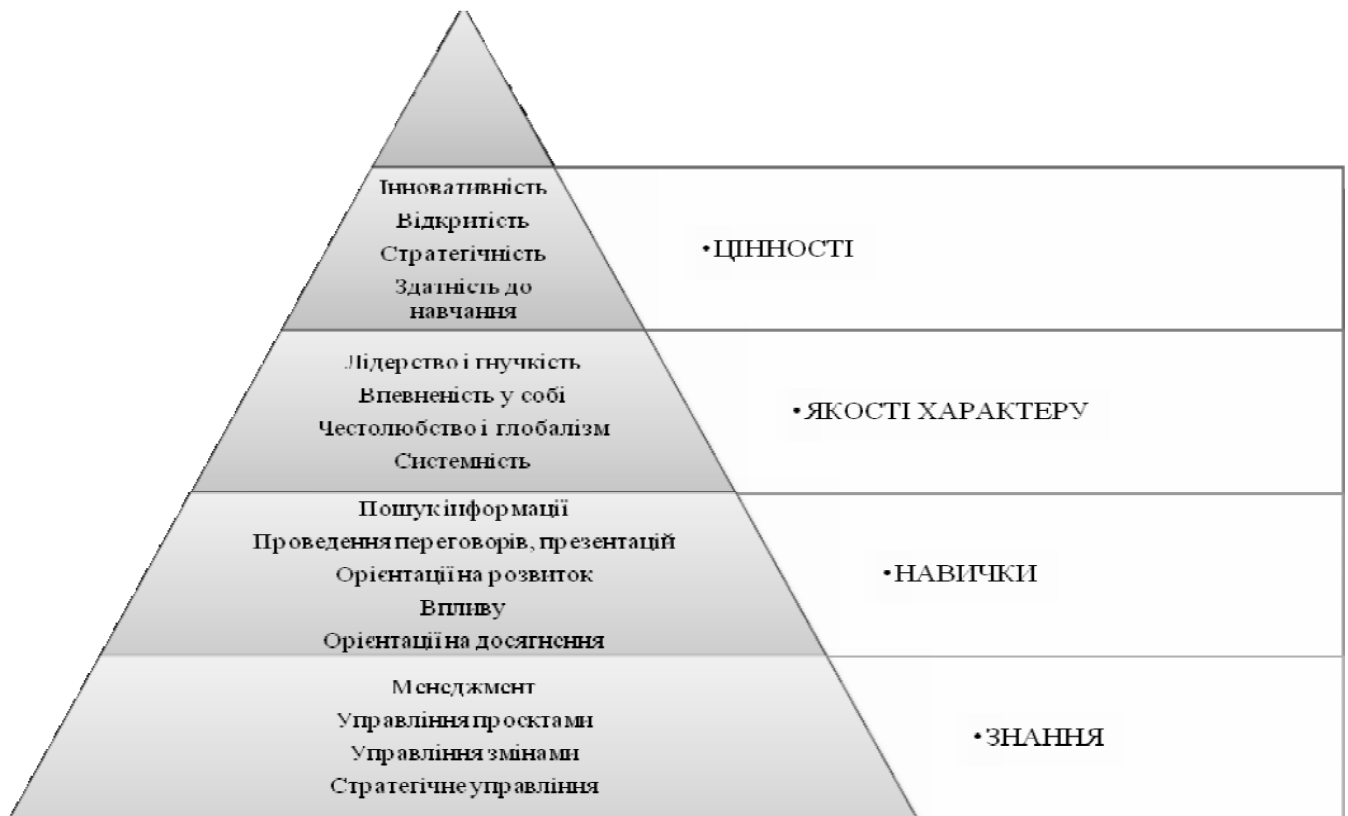 Інновативність
Відкритість
Стратегічність
Здатність до
навчання
•ЦІННОСТІ
Лідерство і гнучкість
Впевненість у собі
Честолюбство і глобалізм
Системність
•ЯКОСТІ ХАРАКТЕРУ
Пошук інформації
Проведення переговорів, презентацій
Орієнтації на розвиток
Впливу
Орієнтації на досягнення
•НАВИЧКИ
Менеджмент
Управління проєктами
Управління змінами
Стратегічне управління
•ЗНАННЯ